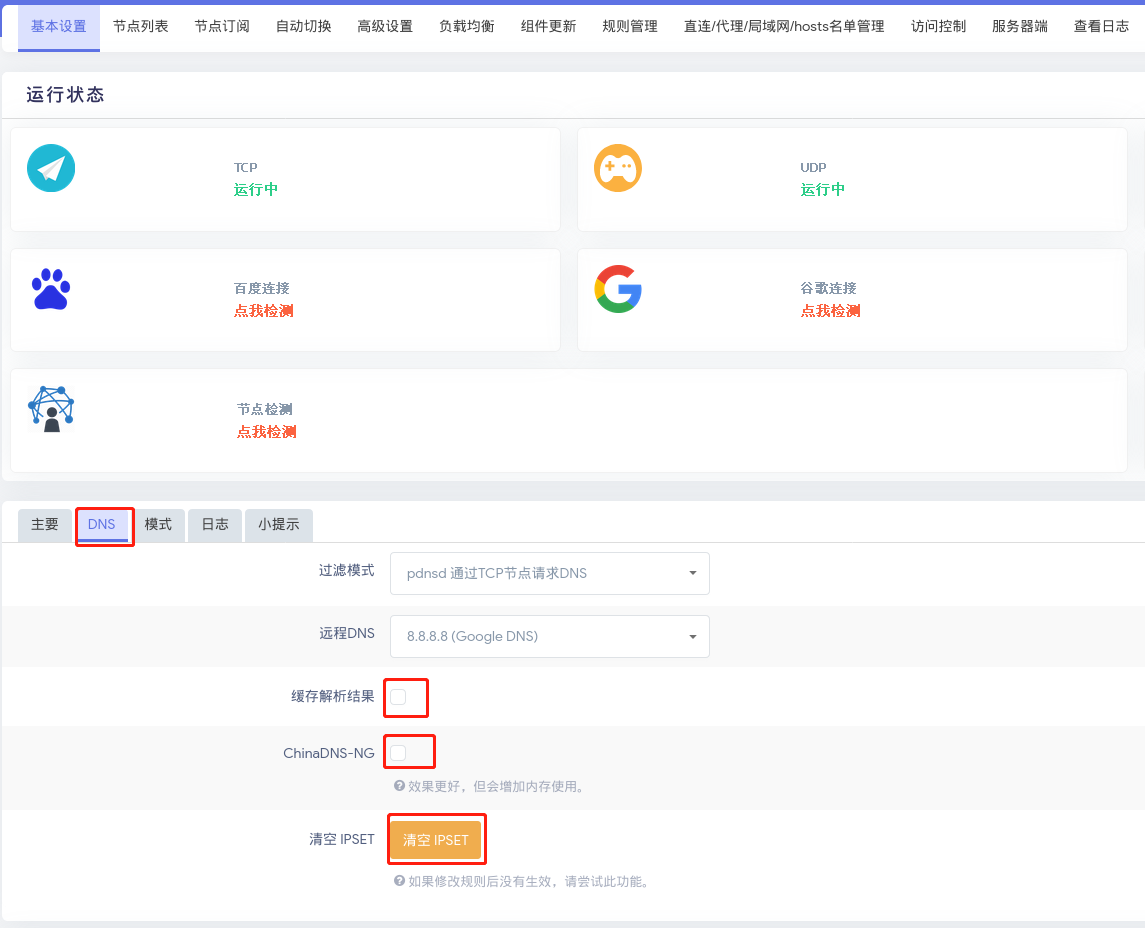 基本设置 节点列表 节点订阅 自动切换 高级设置 负载均衡 组件更新 规则管理 直连/代理/局域网/hosts名单管理 访问控制 服务器端 查看日志
运行状态
TCP
运行中
UDP
运行中
百度连接
点我检测
谷歌连接
点我检测
节点检测
点我检测
主要 DNS 模式 日志 小提示
过滤模式 pdnsd 通过TCP节点请求DNS
远程DNS 8.8.8.8 (Google DNS)
缓存解析结果
ChinaDNS-NG
效果更好，但会增加内存使用。
清空 IPSET 清空 IPSET
如果修改规则后没有生效，请尝试此功能。